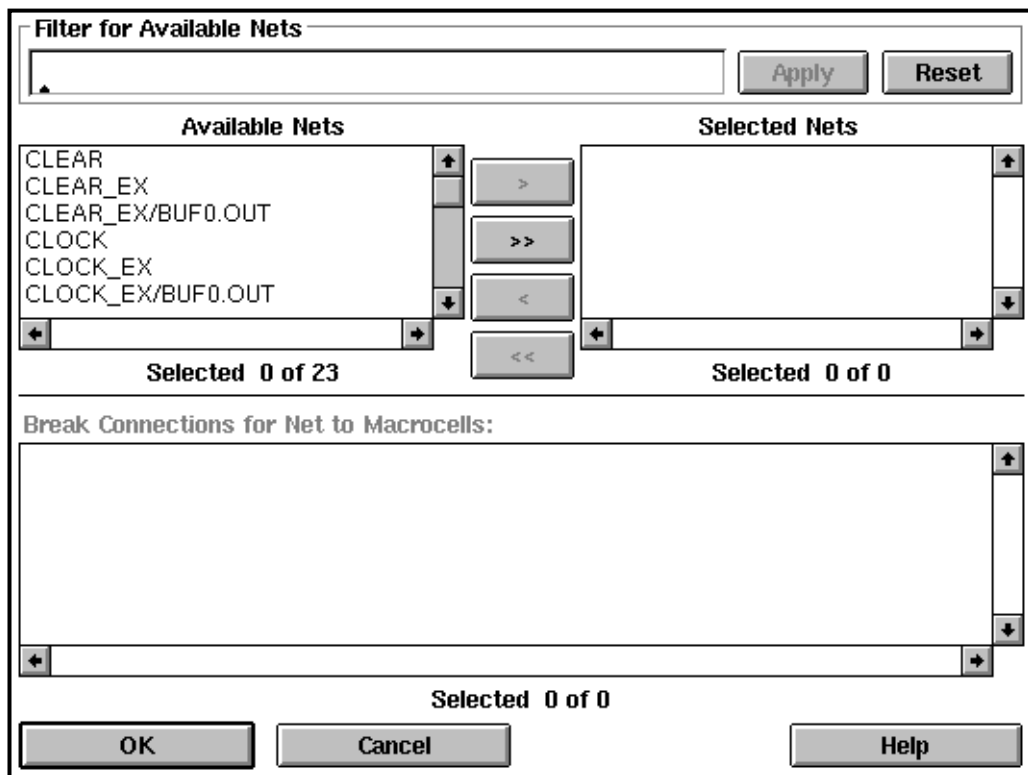 Filter for Available Nets
Apply Reset
Available Nets Selected Nets
CLEAR
CLEAR_EX
CLEAR_EX/BUF0.OUT
CLOCK
CLOCK_EX
CLOCK_EX/BUF0.OUT
>
>>
<
<<
Selected 0 of 23 Selected 0 of 0
Break Connections for Net to Macrocells:
Selected 0 of 0
OK Cancel Help